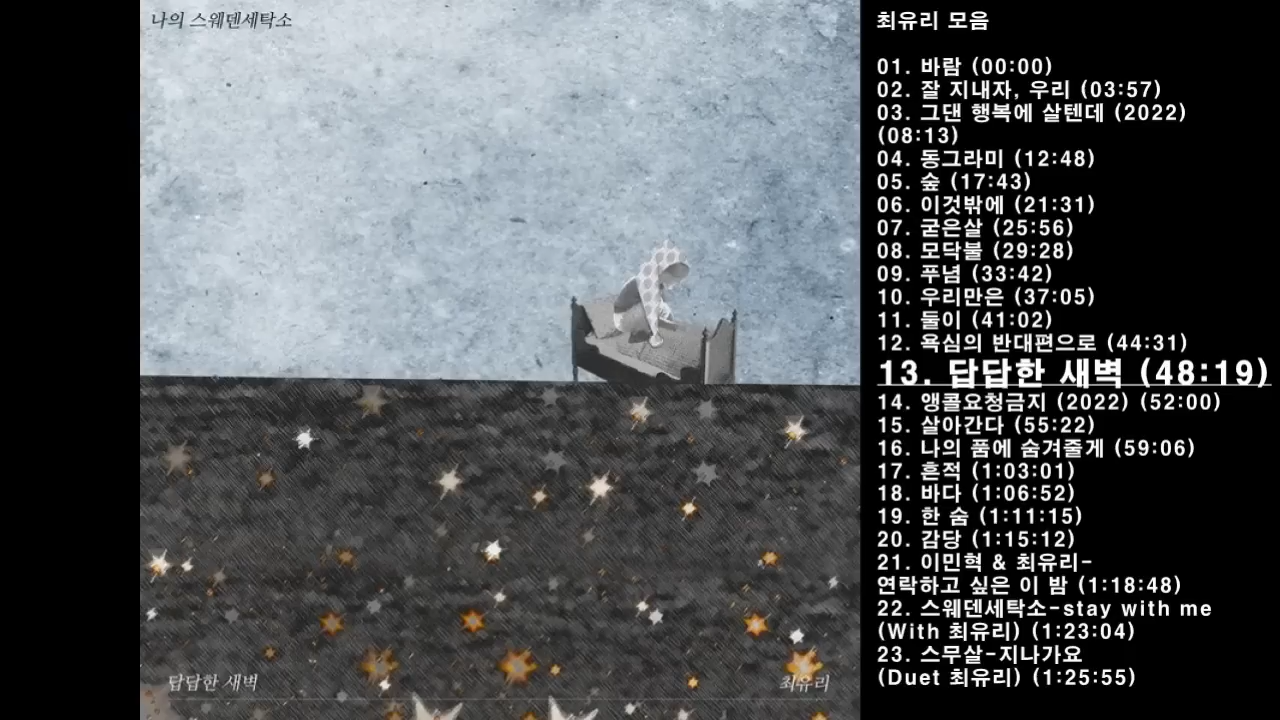 나의 스웨덴세탁소
답답한 새벽
최유리
최유리 모음
01. 바람 (00:00)
02. 잘 지내자, 우리 (03:57)
03. 그댄 행복에 살텐데 (2022)
(08:13)
04. 동그라미 (12:48)
05. 숲 (17:43)
06. 이것밖에 (21:31)
07. 굳은살 (25:56)
08. 모닥불 (29:28)
09. 푸념 (33:42)
10. 우리만은 (37:05)
11. 둘이 (41:02)
12. 욕심의 반대편으로 (44:31)
13. 답답한 새벽 (48:19)
14. 앵콜요청금지 (2022) (52:00)
15. 살아간다 (55:22)
16. 나의 품에 숨겨줄게 (59:06)
17. 흔적 (1:03:01)
18. 바다 (1:06:52)
19. 한 숨 (1:11:15)
20. 감당 (1:15:12)
21. 이민혁 & 최유리-
연락하고 싶은 이 밤 (1:18:48)
22. 스웨덴세탁소-stay with me
(With 최유리) (1:23:04)
23. 스무살-지나가요
(Duet 최유리) (1:25:55)